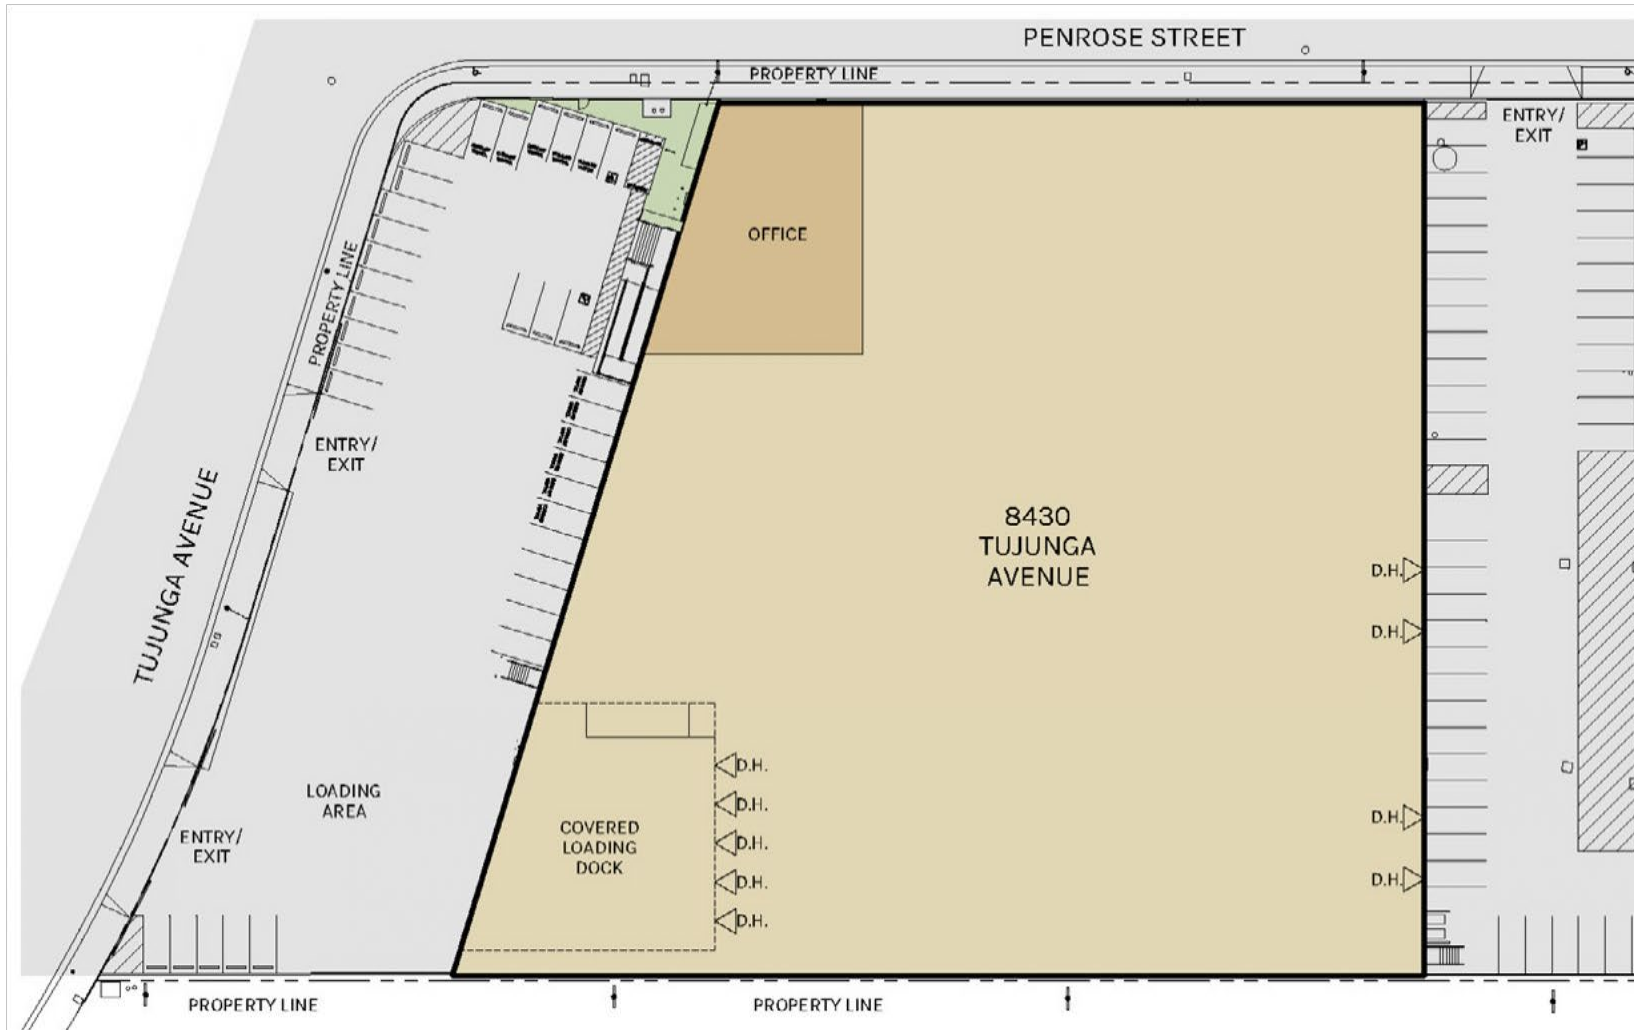 PENROSE STREET
PROPERTY LINE
ENTRY/
EXIT
OFFICE
PROPERTY LINE
ENTRY/
EXIT
TUJUNGA AVENUE
8430
TUJUNGA
AVENUE
D.H.
D.H.
D.H.
D.H.
LOADING
AREA
ENTRY/
EXIT
COVERED
LOADING
DOCK
D.H.
D.H.
D.H.
D.H.
D.H.
PROPERTY LINE
PROPERTY LINE